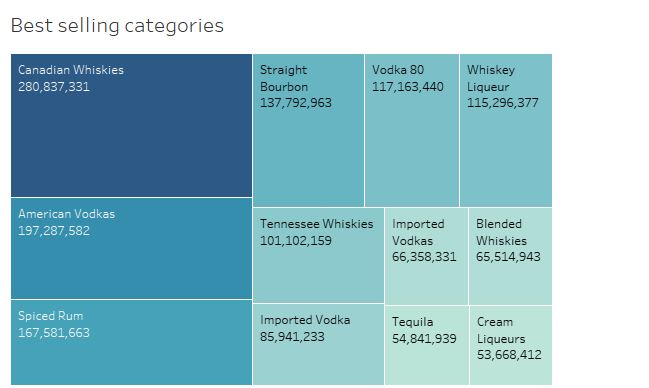 Best selling categories
Canadian Whiskies
280,837,331
American Vodkas
197,287,582
Spiced Rum
167,581,663
Straight
Bourbon
137,792,963
Vodka 80
117,163,440
Whiskey
Liqueur
115,296,377
Tennessee Whiskies
101,102,159
Imported Vodka
85,941,233
Imported
Vodkas
66,358,331
Blended
Whiskies
65,514,943
Tequila
54,841,939
Cream
Liqueurs
53,668,412